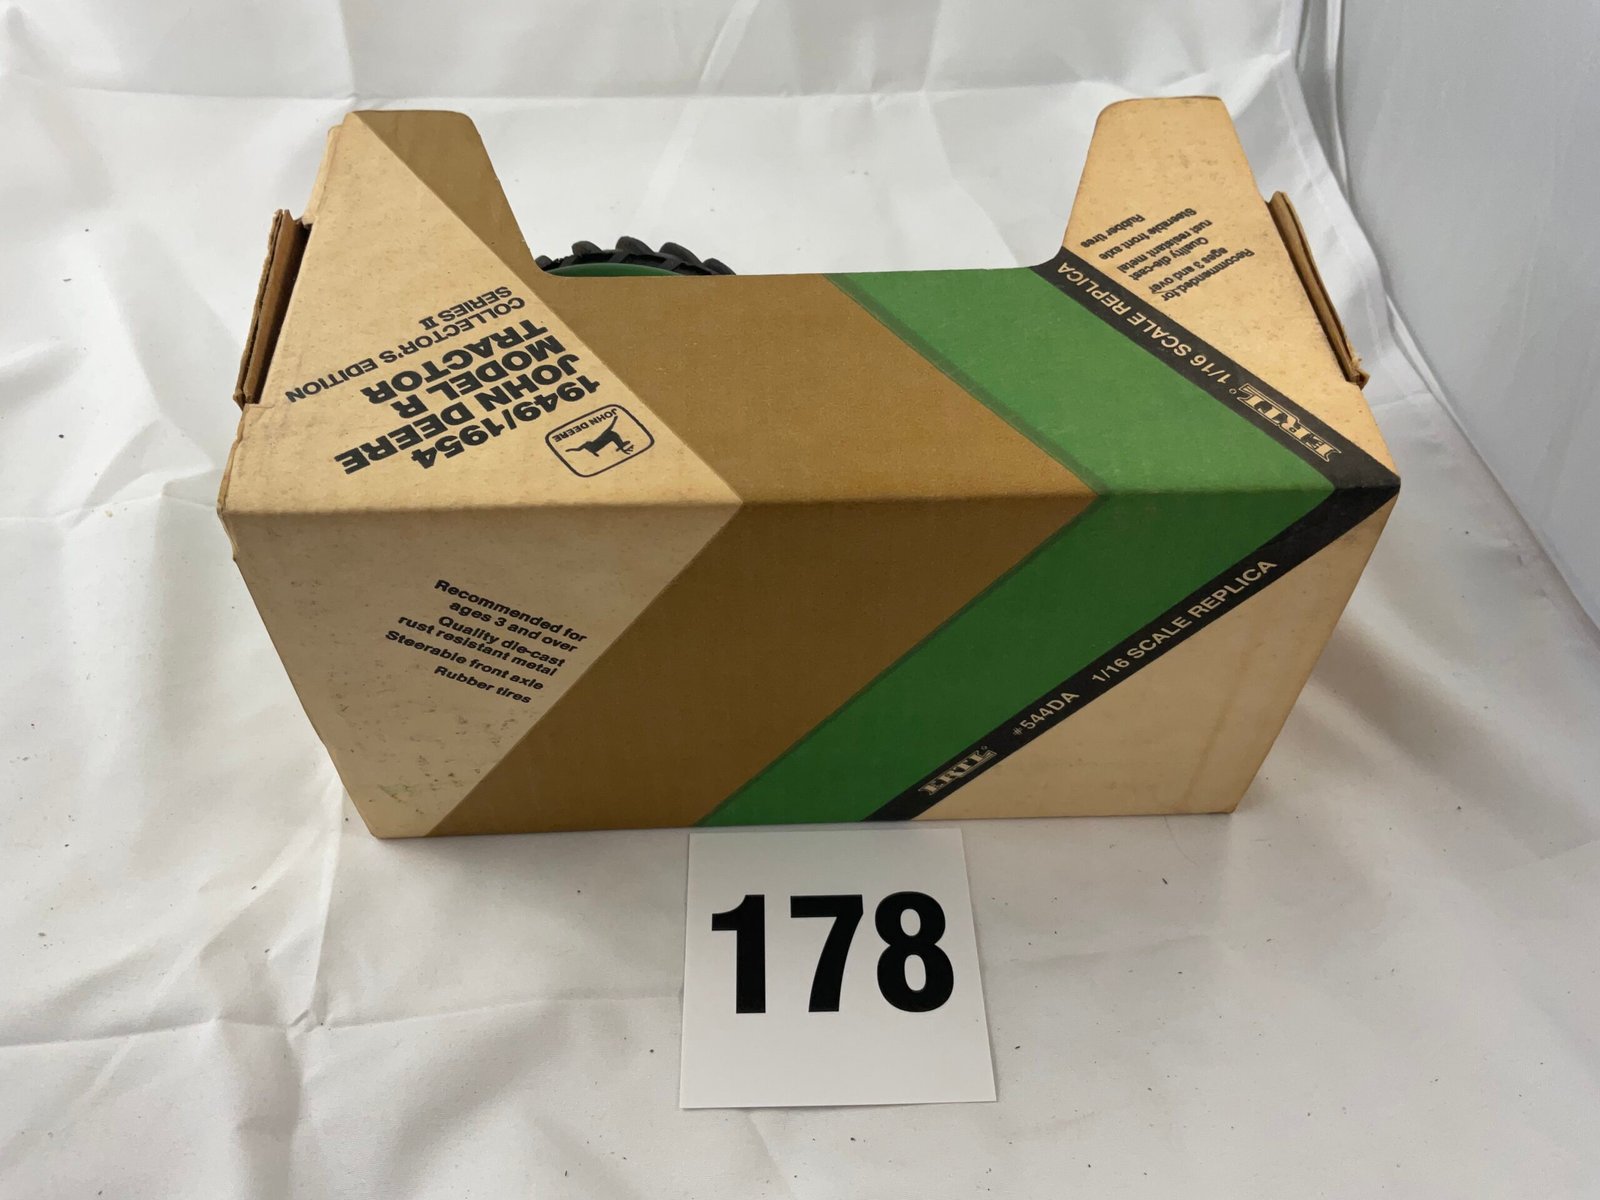 1949/1954
JOHN DEERE
MODEL R
TRACTOR
COLLECTOR'S EDITION
SERIES II
JOHN DEERE
Recommended for
ages 3 and over
Quality die-cast
rust resistant metal
Steerable front axle
Rubber tires
ERTL® 1/16 SCALE REPLICA
Recommended for
ages 3 and over
Quality die-cast
rust resistant metal
Steerable front axle
Rubber tires
ERTL® #544DA 1/16 SCALE REPLICA
178